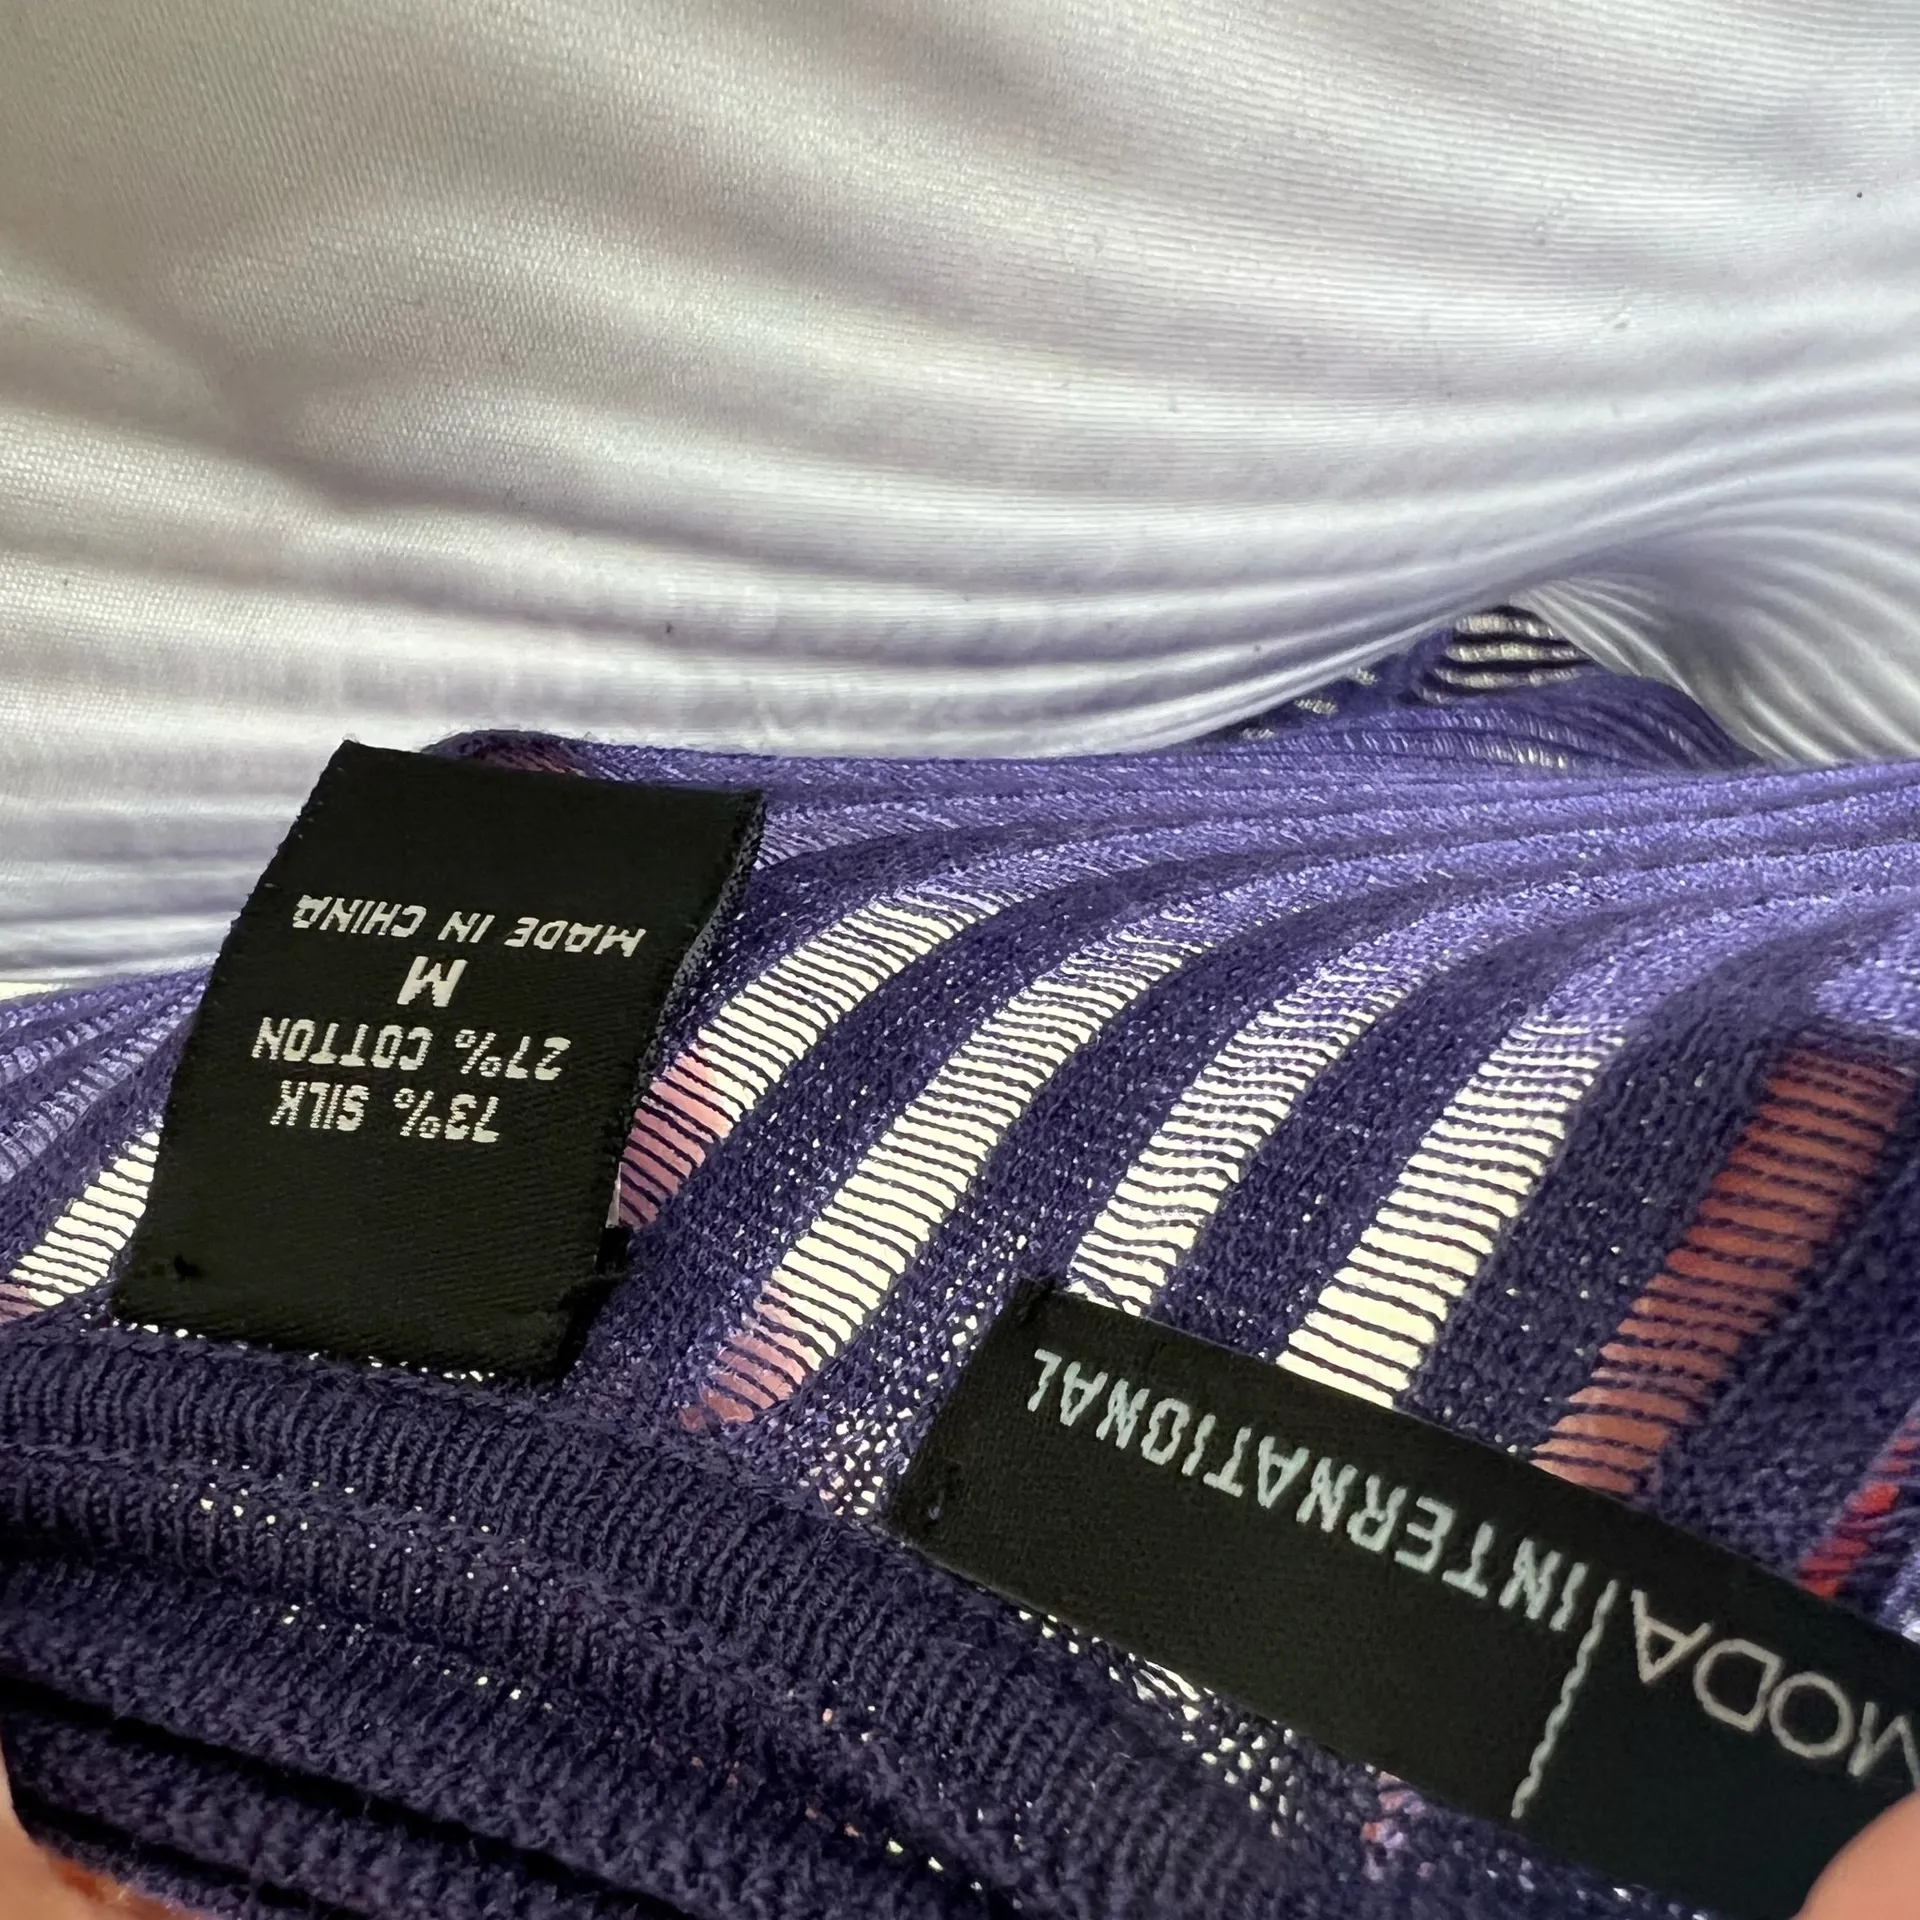 73% SILK
27% COTTON
M
MADE IN CHINA
MODA|INTERNATIONAL